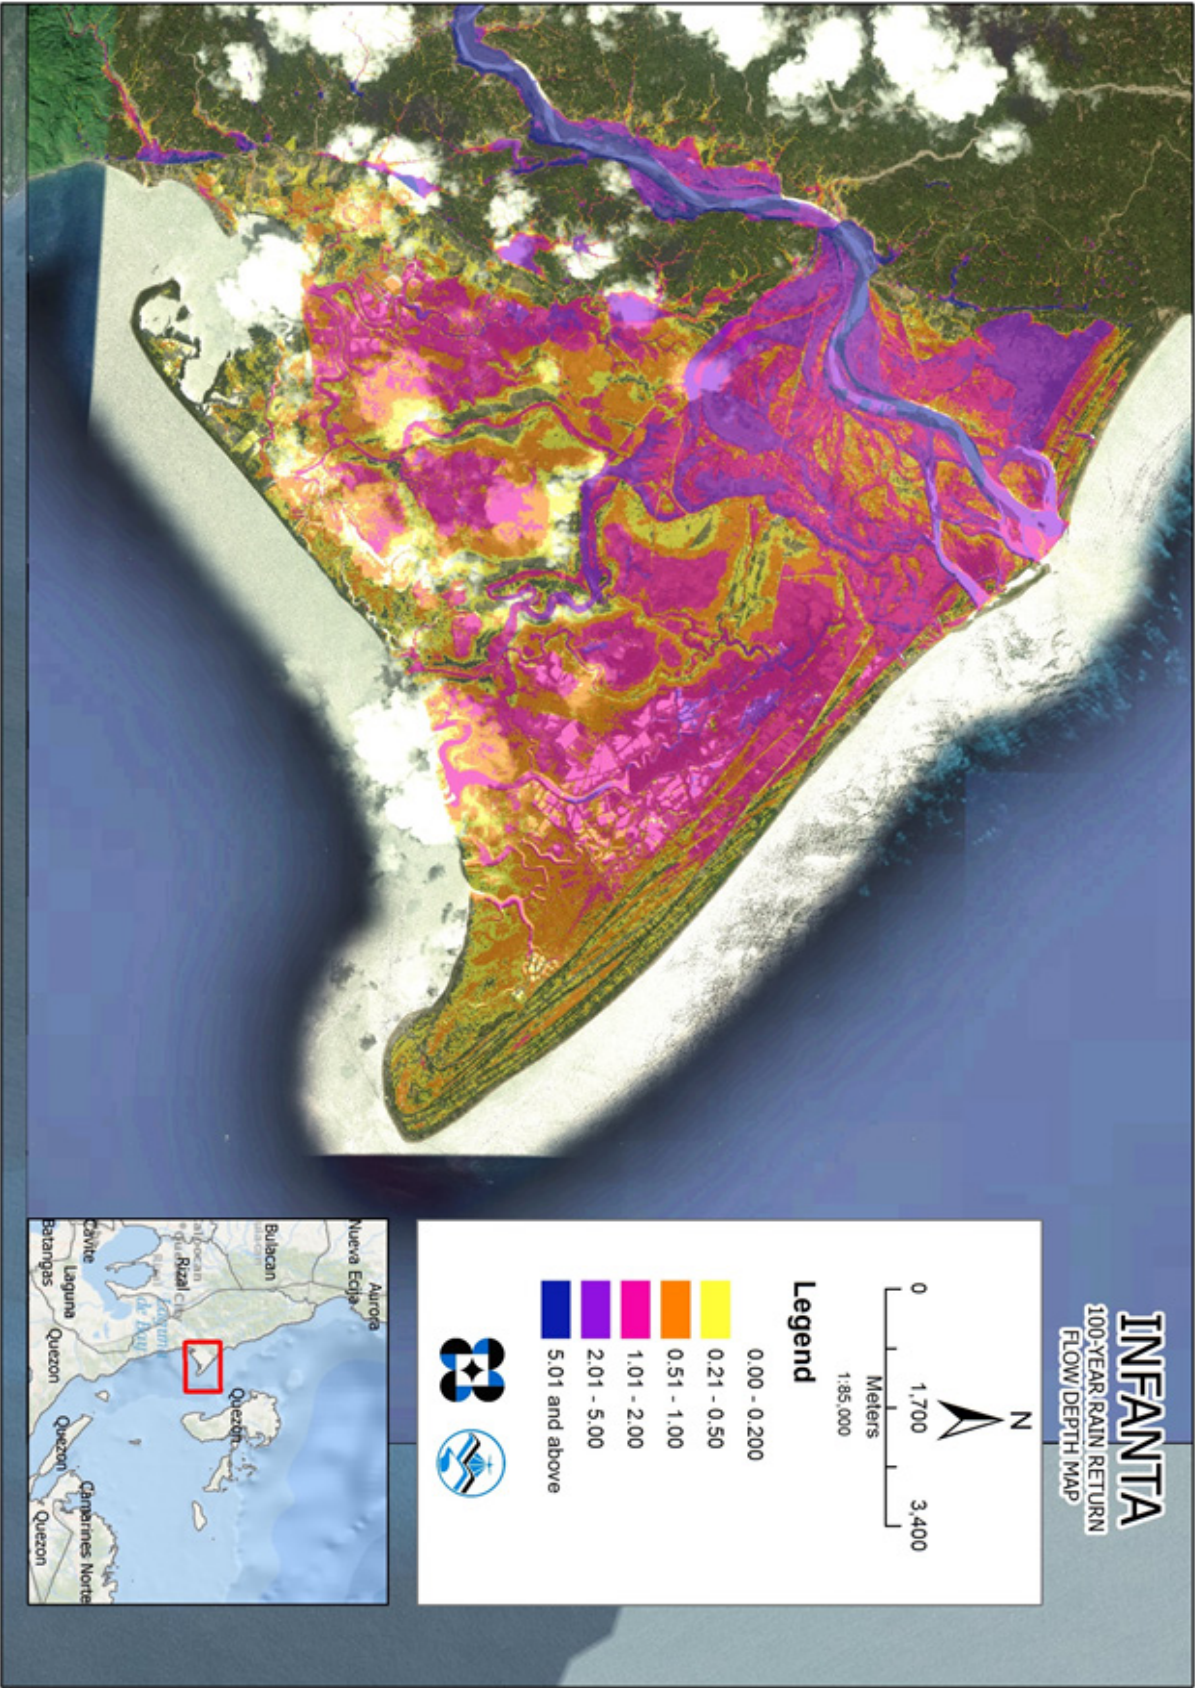 INFANTA
100-YEAR RAIN RETURN
FLOW DEPTH MAP
N
0 1,700 3,400
Meters
1:85,000
Legend
0.00 - 0.200
0.21 - 0.50
0.51 - 1.00
1.01 - 2.00
2.01 - 5.00
5.01 and above
Aurora
Nueva Ecija
Bulacan
Rizal
Cavite
Laguna
Batangas
Quezon
Quezon
Quezon
Camarines Norte
Quezon